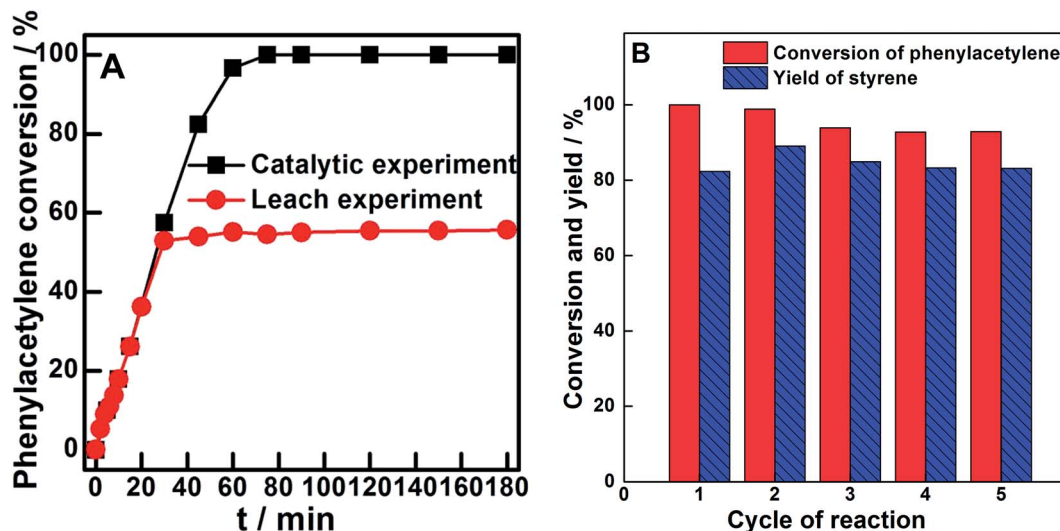 A
Phenylacetylene conversion / %
100
80
60
40
20
0
Catalytic experiment
Leach experiment
0 20 40 60 80 100 120 140 160 180
t / min
B
Conversion of phenylacetylene
Yield of styrene
Conversion and yield / %
100
80
60
40
20
0
0 1 2 3 4 5
Cycle of reaction